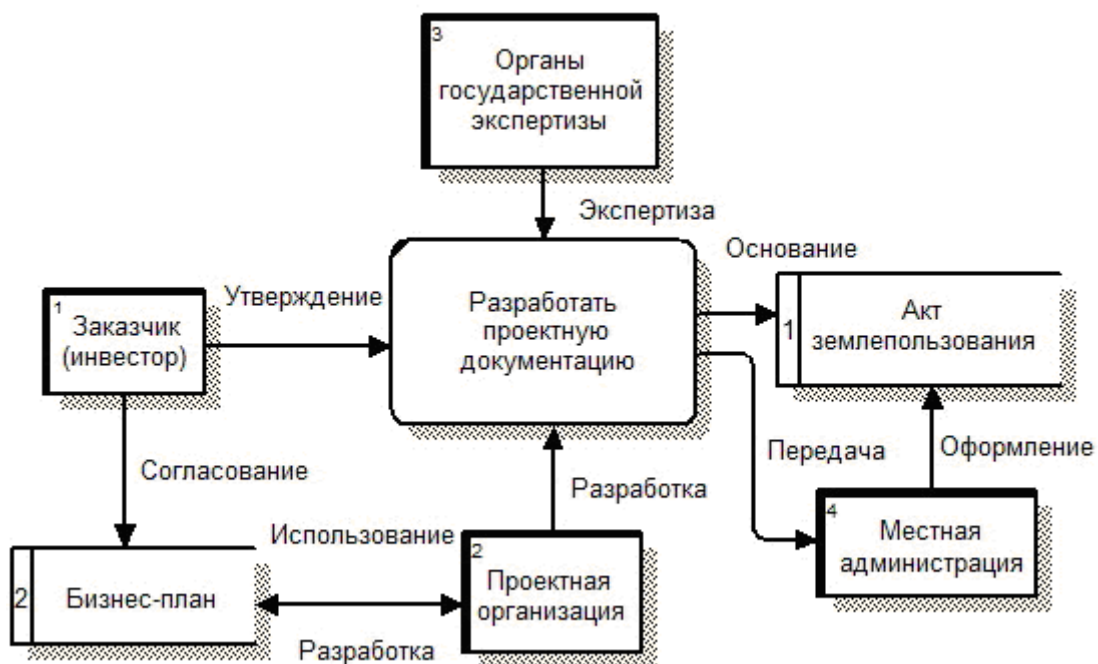 3
Органы
государственной
экспертизы
Экспертиза
Основание
1
Заказчик
(инвестор)
Утверждение
Разработать
проектную
документацию
1
Акт
землепользования
Согласование
Разработка
Передача
Оформление
2
Бизнес-план
Использование
Разработка
2
Проектная
организация
4
Местная
администрация